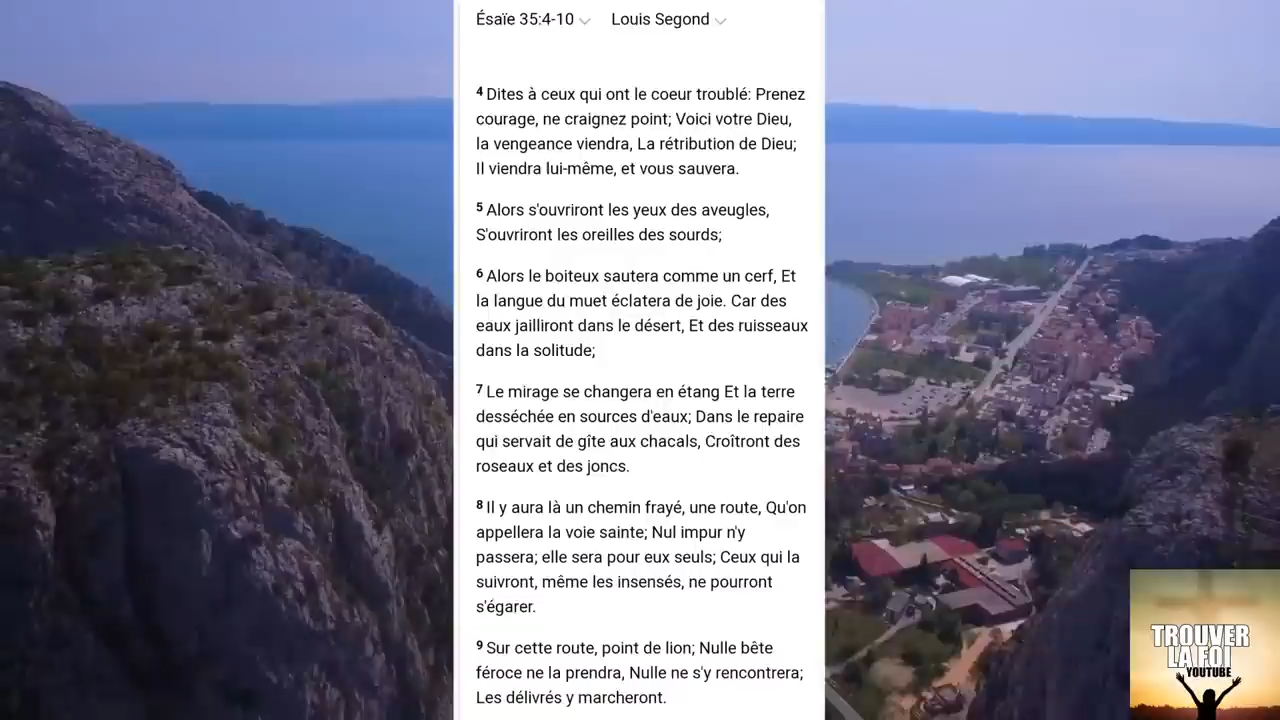 Ésaïe 35:4-10 Louis Segond
4 Dites à ceux qui ont le coeur troublé: Prenez
courage, ne craignez point; Voici votre Dieu,
la vengeance viendra, La rétribution de Dieu;
Il viendra lui-même, et vous sauvera.
5 Alors s'ouvriront les yeux des aveugles,
S'ouvriront les oreilles des sourds;
6 Alors le boiteux sautera comme un cerf, Et
la langue du muet éclatera de joie. Car des
eaux jailliront dans le désert, Et des ruisseaux
dans la solitude;
7 Le mirage se changera en étang Et la terre
desséchée en sources d'eaux; Dans le repaire
qui servait de gîte aux chacals, Croîtront des
roseaux et des joncs.
8 Il y aura là un chemin frayé, une route, Qu'on
appellera la voie sainte; Nul impur n'y
passera; elle sera pour eux seuls; Ceux qui la
suivront, même les insensés, ne pourront
s'égarer.
9 Sur cette route, point de lion; Nulle bête
féroce ne la prendra, Nulle ne s'y rencontrera;
Les délivrés y marcheront.
TROUVER
LA FOI
YOUTUBE